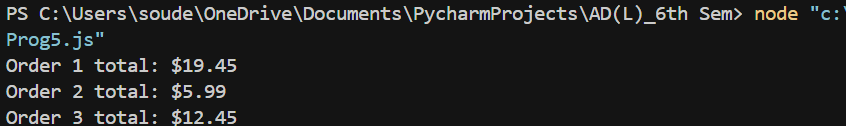 PS C:\Users\soude\OneDrive\Documents\PycharmProjects\AD(L)_6th Sem> node "c:\
Prog5.js"
Order 1 total: $19.45
Order 2 total: $5.99
Order 3 total: $12.45